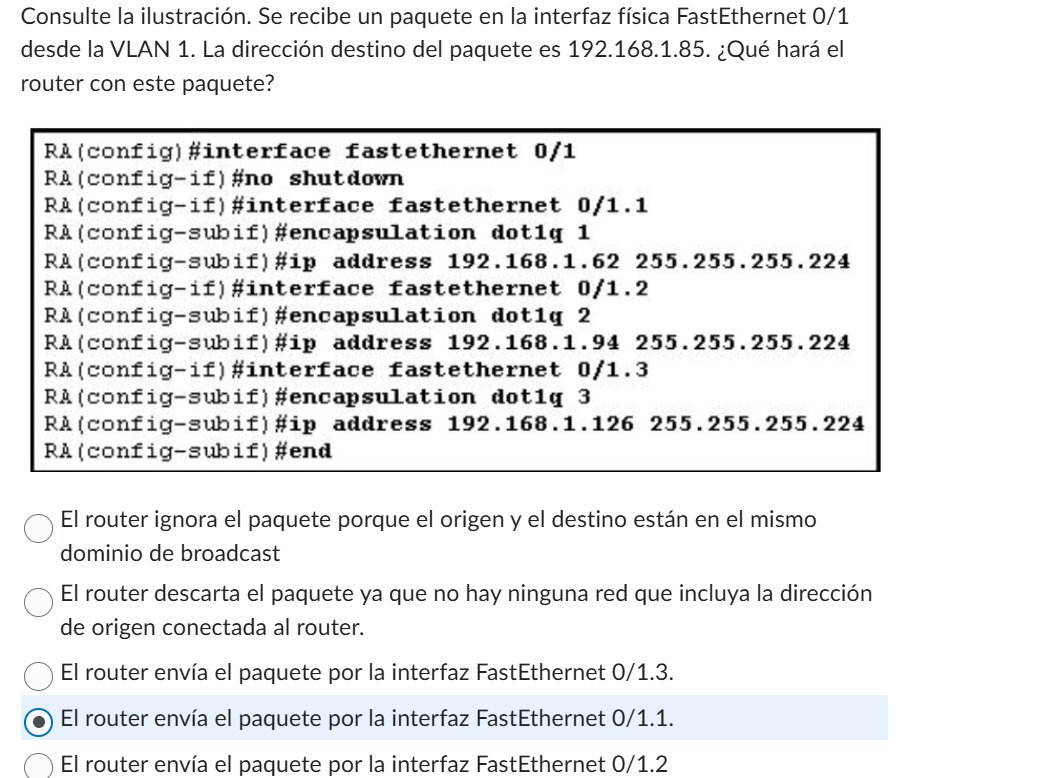 Consulte la ilustración. Se recibe un paquete en la interfaz física FastEthernet 0/1
desde la VLAN 1. La dirección destino del paquete es 192.168.1.85. ¿Qué hará el
router con este paquete?
RA(config)#interface fastethernet 0/1
RA(config-if)#no shutdown
RA(config-if)#interface fastethernet 0/1.1
RA(config-subif)#encapsulation dot1q 1
RA(config-subif)#ip address 192.168.1.62 255.255.255.224
RA(config-if)#interface fastethernet 0/1.2
RA(config-subif)#encapsulation dot1q 2
RA(config-subif)#ip address 192.168.1.94 255.255.255.224
RA(config-if)#interface fastethernet 0/1.3
RA(config-subif)#encapsulation dot1q 3
RA(config-subif)#ip address 192.168.1.126 255.255.255.224
RA(config-subif)#end
El router ignora el paquete porque el origen y el destino están en el mismo
dominio de broadcast
El router descarta el paquete ya que no hay ninguna red que incluya la dirección
de origen conectada al router.
El router envía el paquete por la interfaz FastEthernet 0/1.3.
El router envía el paquete por la interfaz FastEthernet 0/1.1.
El router envía el paquete por la interfaz FastEthernet 0/1.2